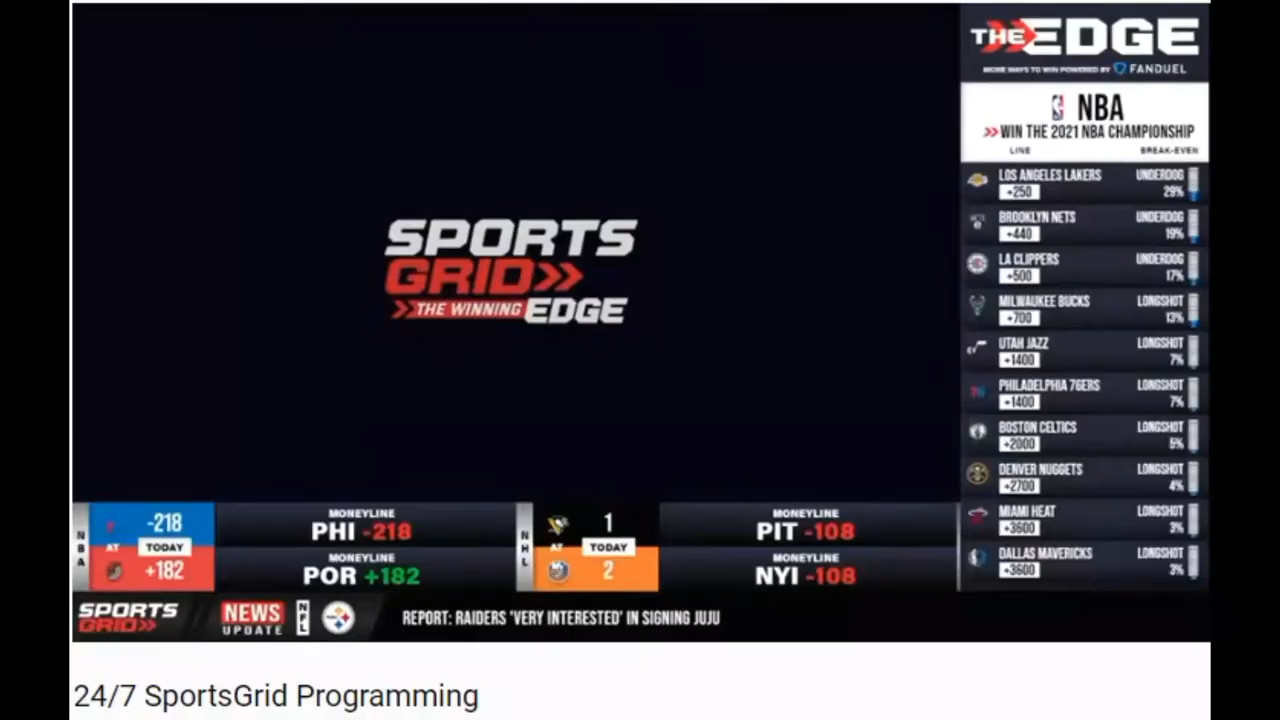 THE EDGE
MORE WAYS TO WIN POWERED BY FANDUEL
NBA
WIN THE 2021 NBA CHAMPIONSHIP
LINE BREAK-EVEN
LOS ANGELES LAKERS UNDERDOG
+250 29%
BROOKLYN NETS UNDERDOG
+440 19%
LA CLIPPERS UNDERDOG
+500 17%
MILWAUKEE BUCKS LONGSHOT
+700 13%
UTAH JAZZ LONGSHOT
+1400 7%
PHILADELPHIA 76ERS LONGSHOT
+1400 7%
BOSTON CELTICS LONGSHOT
+2000 5%
DENVER NUGGETS LONGSHOT
+2700 4%
MIAMI HEAT LONGSHOT
+3600 3%
DALLAS MAVERICKS LONGSHOT
+3600 3%
SPORTS
GRID
THE WINNING EDGE
NBA
-218
AT TODAY
+182
MONEYLINE
PHI -218
MONEYLINE
POR +182
NHL
1
AT TODAY
2
MONEYLINE
PIT -108
MONEYLINE
NYI -108
SPORTS
GRID
NEWS
UPDATE
NFL
REPORT: RAIDERS 'VERY INTERESTED' IN SIGNING JUJU
24/7 SportsGrid Programming